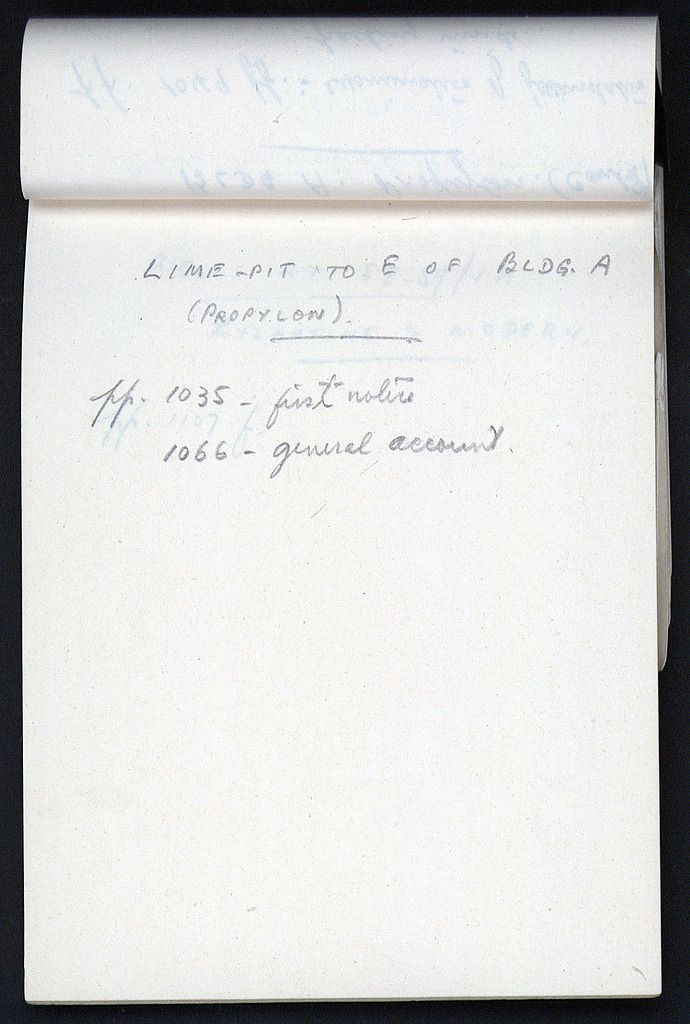 LIME-PIT TO E OF BLDG. A
(PROPYLON).
pp. 1035 - first notice
1066 - general account.